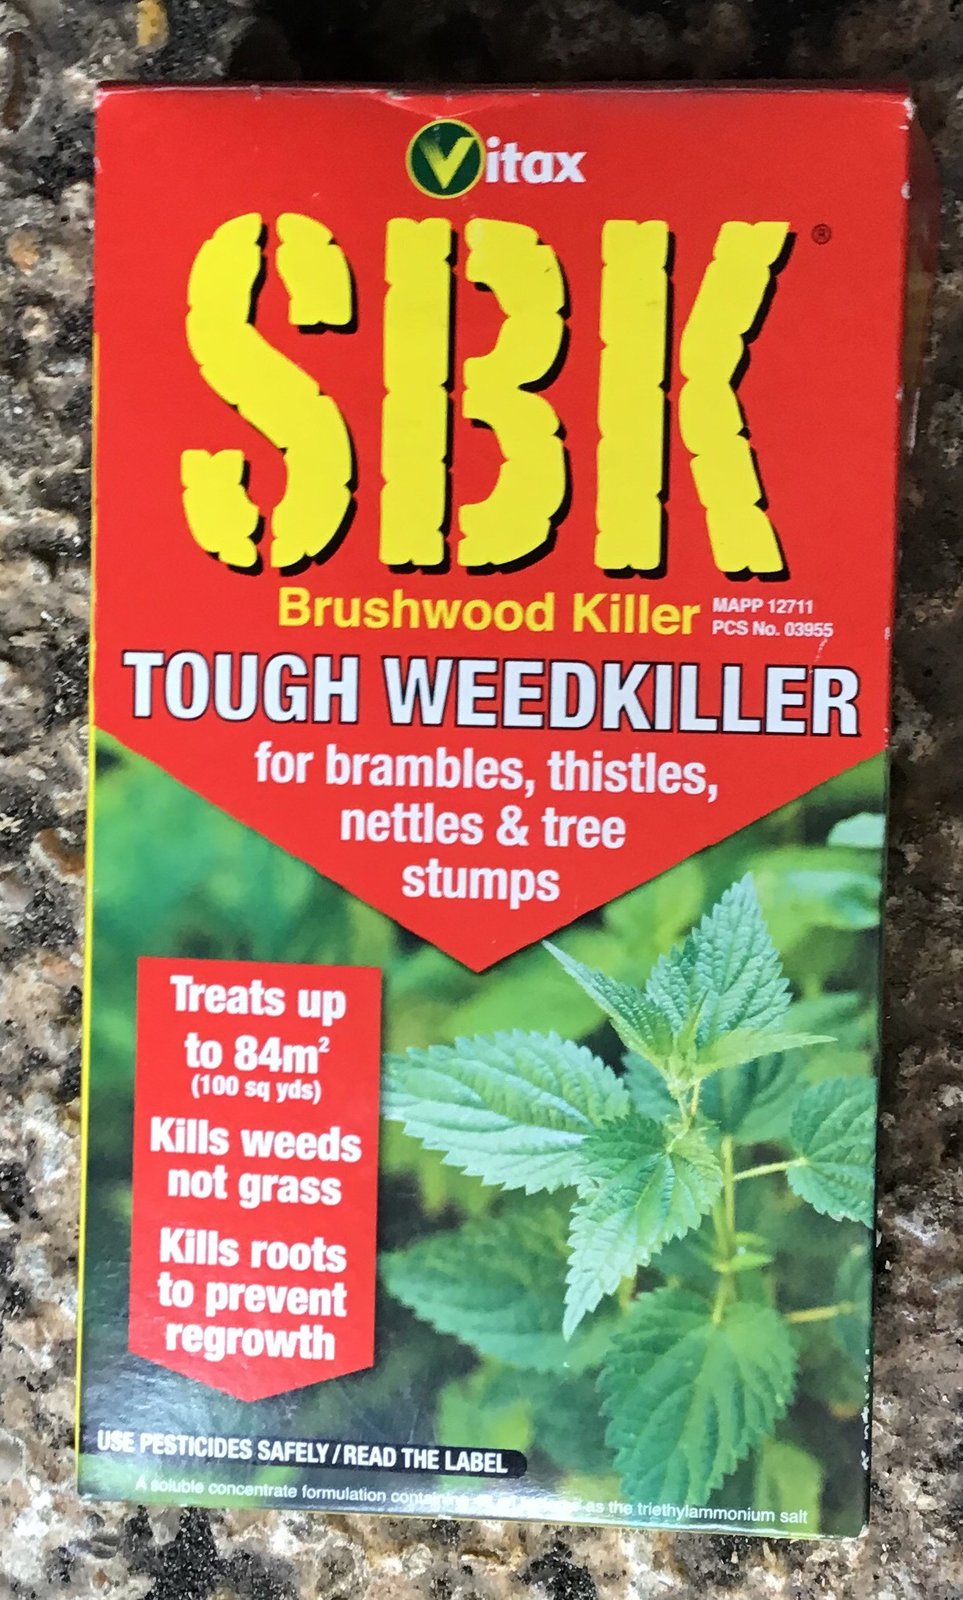 Vitax
SBK®
Brushwood Killer
MAPP 12711
PCS No. 03955
TOUGH WEEDKILLER
for brambles, thistles,
nettles & tree
stumps
Treats up
to 84m²
(100 sq yds)
Kills weeds
not grass
Kills roots
to prevent
regrowth
USE PESTICIDES SAFELY / READ THE LABEL
A soluble concentrate formulation containing as the triethylammonium salt